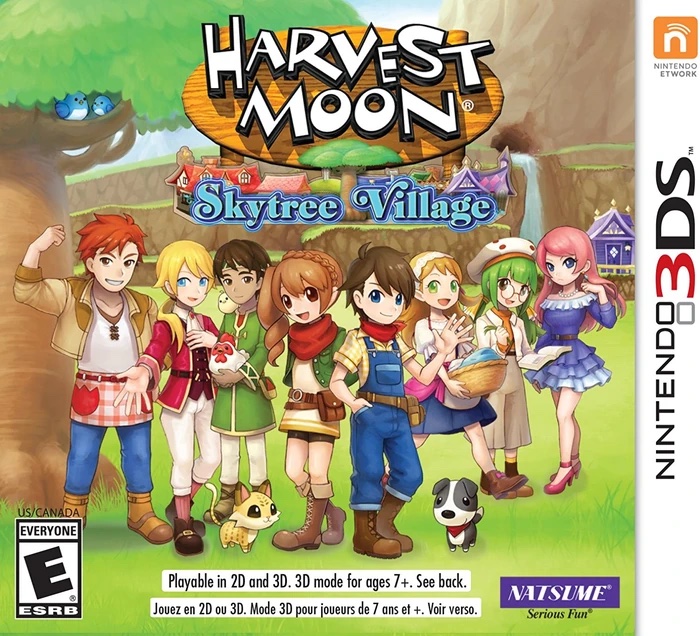 HARVEST
MOON®
Skytree Village
NINTENDO
ETWORK
NINTENDO 3DS™
US/CANADA
EVERYONE
E
ESRB
Playable in 2D and 3D. 3D mode for ages 7+. See back.
Jouez en 2D ou 3D. Mode 3D pour joueurs de 7 ans et +. Voir verso.
NATSUME®
Serious Fun®